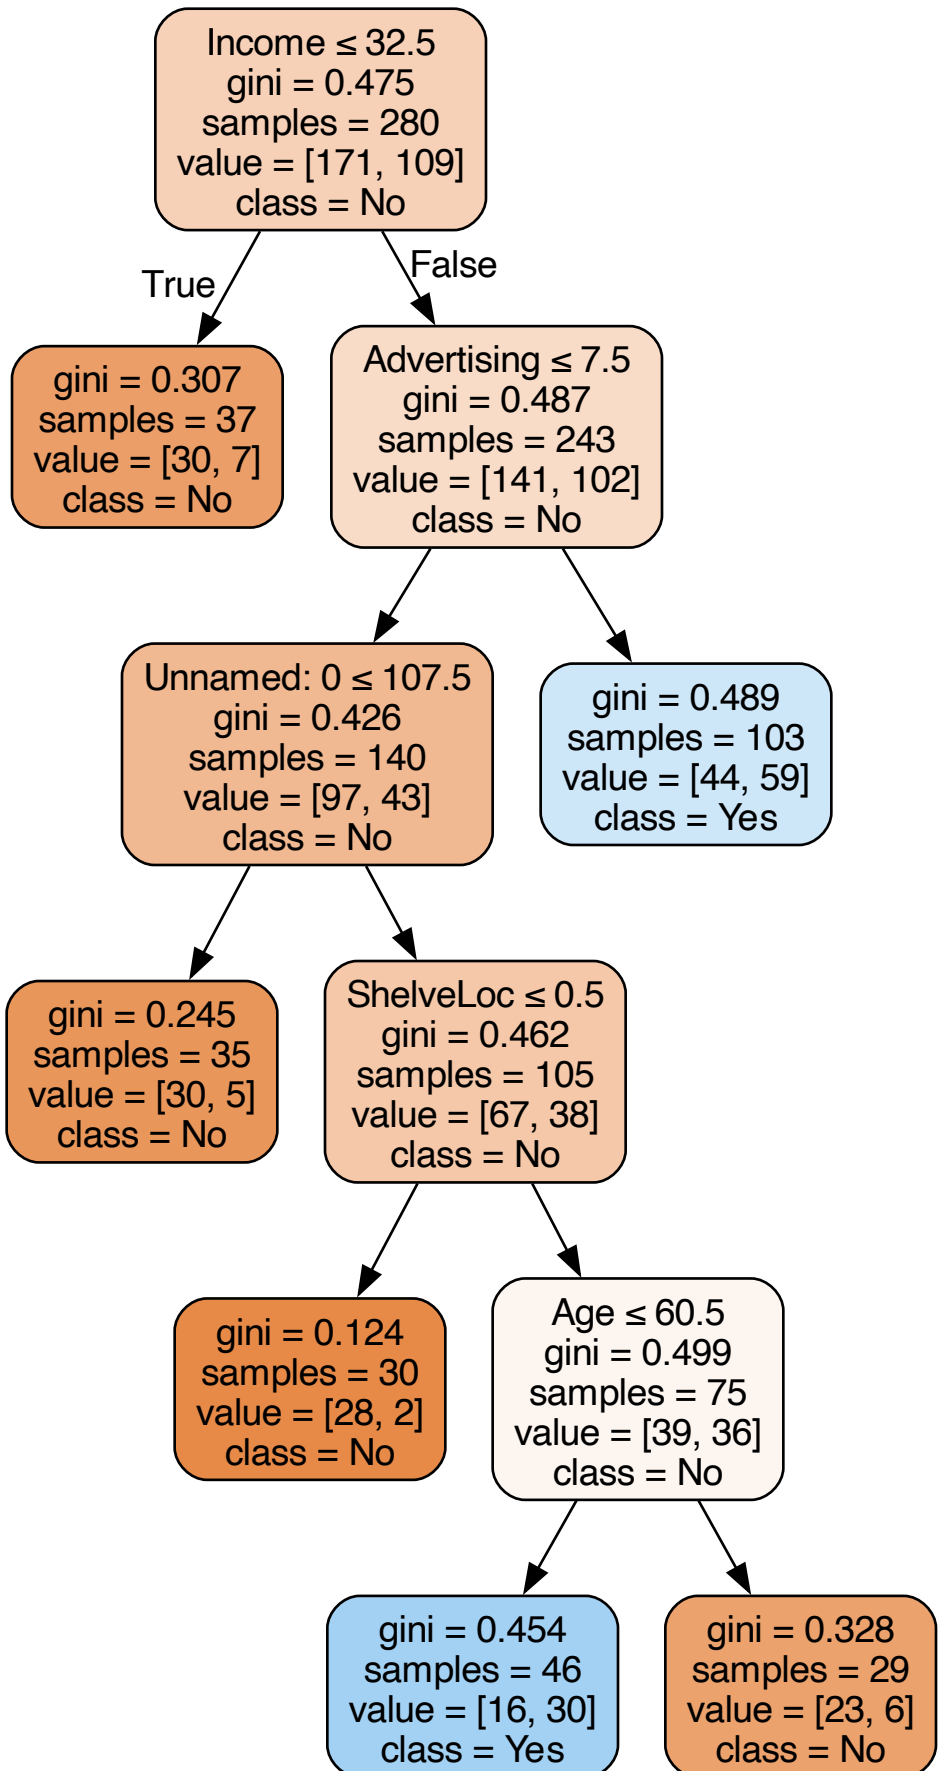 Income ≤ 32.5
gini = 0.475
samples = 280
value = [171, 109]
class = No
True
False
gini = 0.307
samples = 37
value = [30, 7]
class = No
Advertising ≤ 7.5
gini = 0.487
samples = 243
value = [141, 102]
class = No
Unnamed: 0 ≤ 107.5
gini = 0.426
samples = 140
value = [97, 43]
class = No
gini = 0.489
samples = 103
value = [44, 59]
class = Yes
gini = 0.245
samples = 35
value = [30, 5]
class = No
ShelveLoc ≤ 0.5
gini = 0.462
samples = 105
value = [67, 38]
class = No
gini = 0.124
samples = 30
value = [28, 2]
class = No
Age ≤ 60.5
gini = 0.499
samples = 75
value = [39, 36]
class = No
gini = 0.454
samples = 46
value = [16, 30]
class = Yes
gini = 0.328
samples = 29
value = [23, 6]
class = No